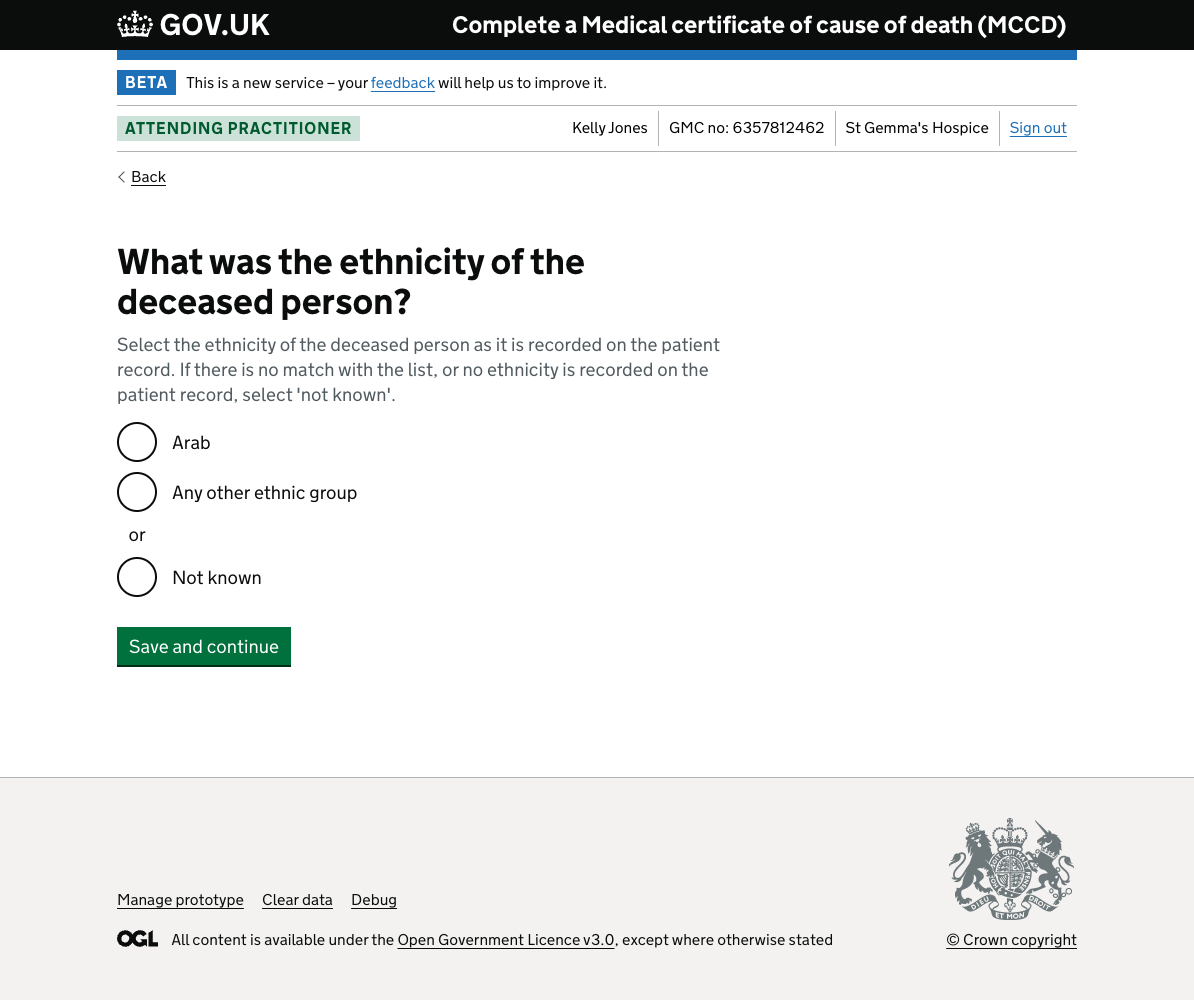 GOV.UK
Complete a Medical certificate of cause of death (MCCD)
BETA This is a new service – your feedback will help us to improve it.
ATTENDING PRACTITIONER
Kelly Jones
GMC no: 6357812462
St Gemma's Hospice
Sign out
Back
What was the ethnicity of the
deceased person?
Select the ethnicity of the deceased person as it is recorded on the patient
record. If there is no match with the list, or no ethnicity is recorded on the
patient record, select 'not known'.
Arab
Any other ethnic group
or
Not known
Save and continue
DIEU ET MON DROIT
Manage prototype Clear data Debug
OGL All content is available under the Open Government Licence v3.0, except where otherwise stated
© Crown copyright